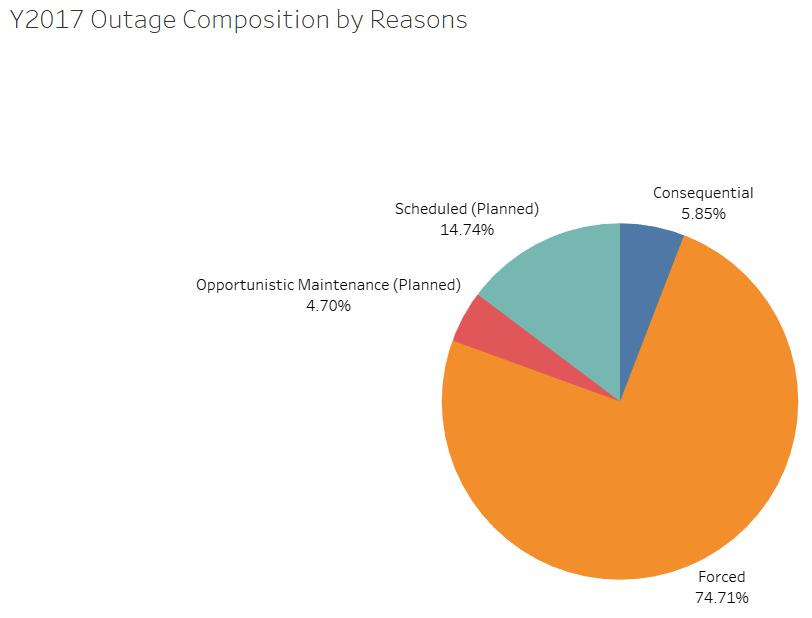 Y2017 Outage Composition by Reasons
Consequential
5.85%
Scheduled (Planned)
14.74%
Opportunistic Maintenance (Planned)
4.70%
Forced
74.71%